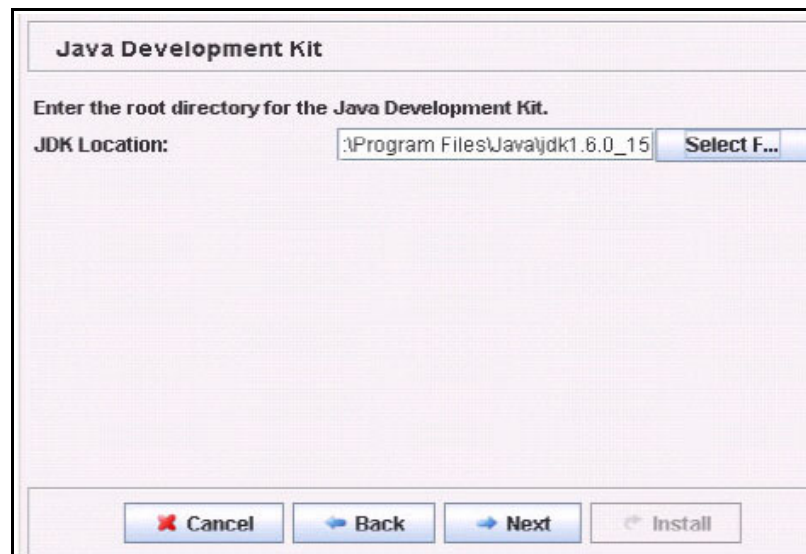 Java Development Kit
Enter the root directory for the Java Development Kit.
JDK Location: :\Program Files\Java\jdk1.6.0_15 Select F...
Cancel Back Next Install